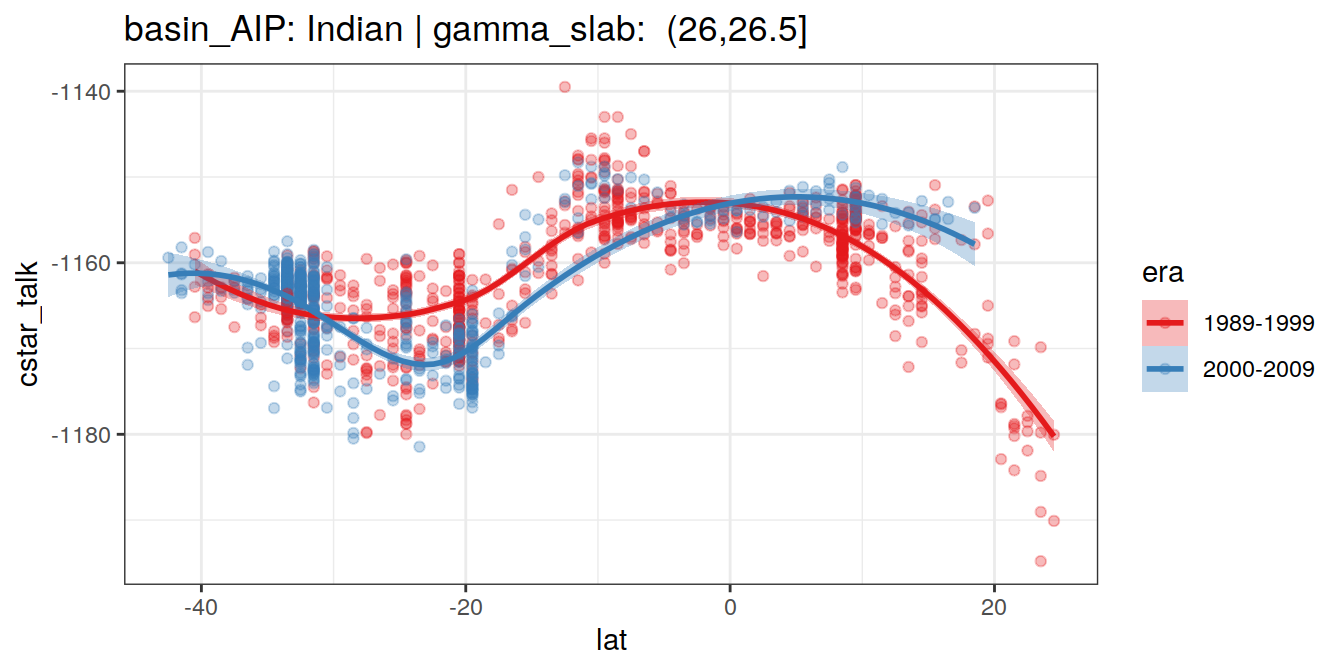 basin_AIP: Indian | gamma_slab:  (26,26.5]
-1140
-1160
-1180
cstar_talk
-40
-20
0
20
lat
era
1989-1999
2000-2009